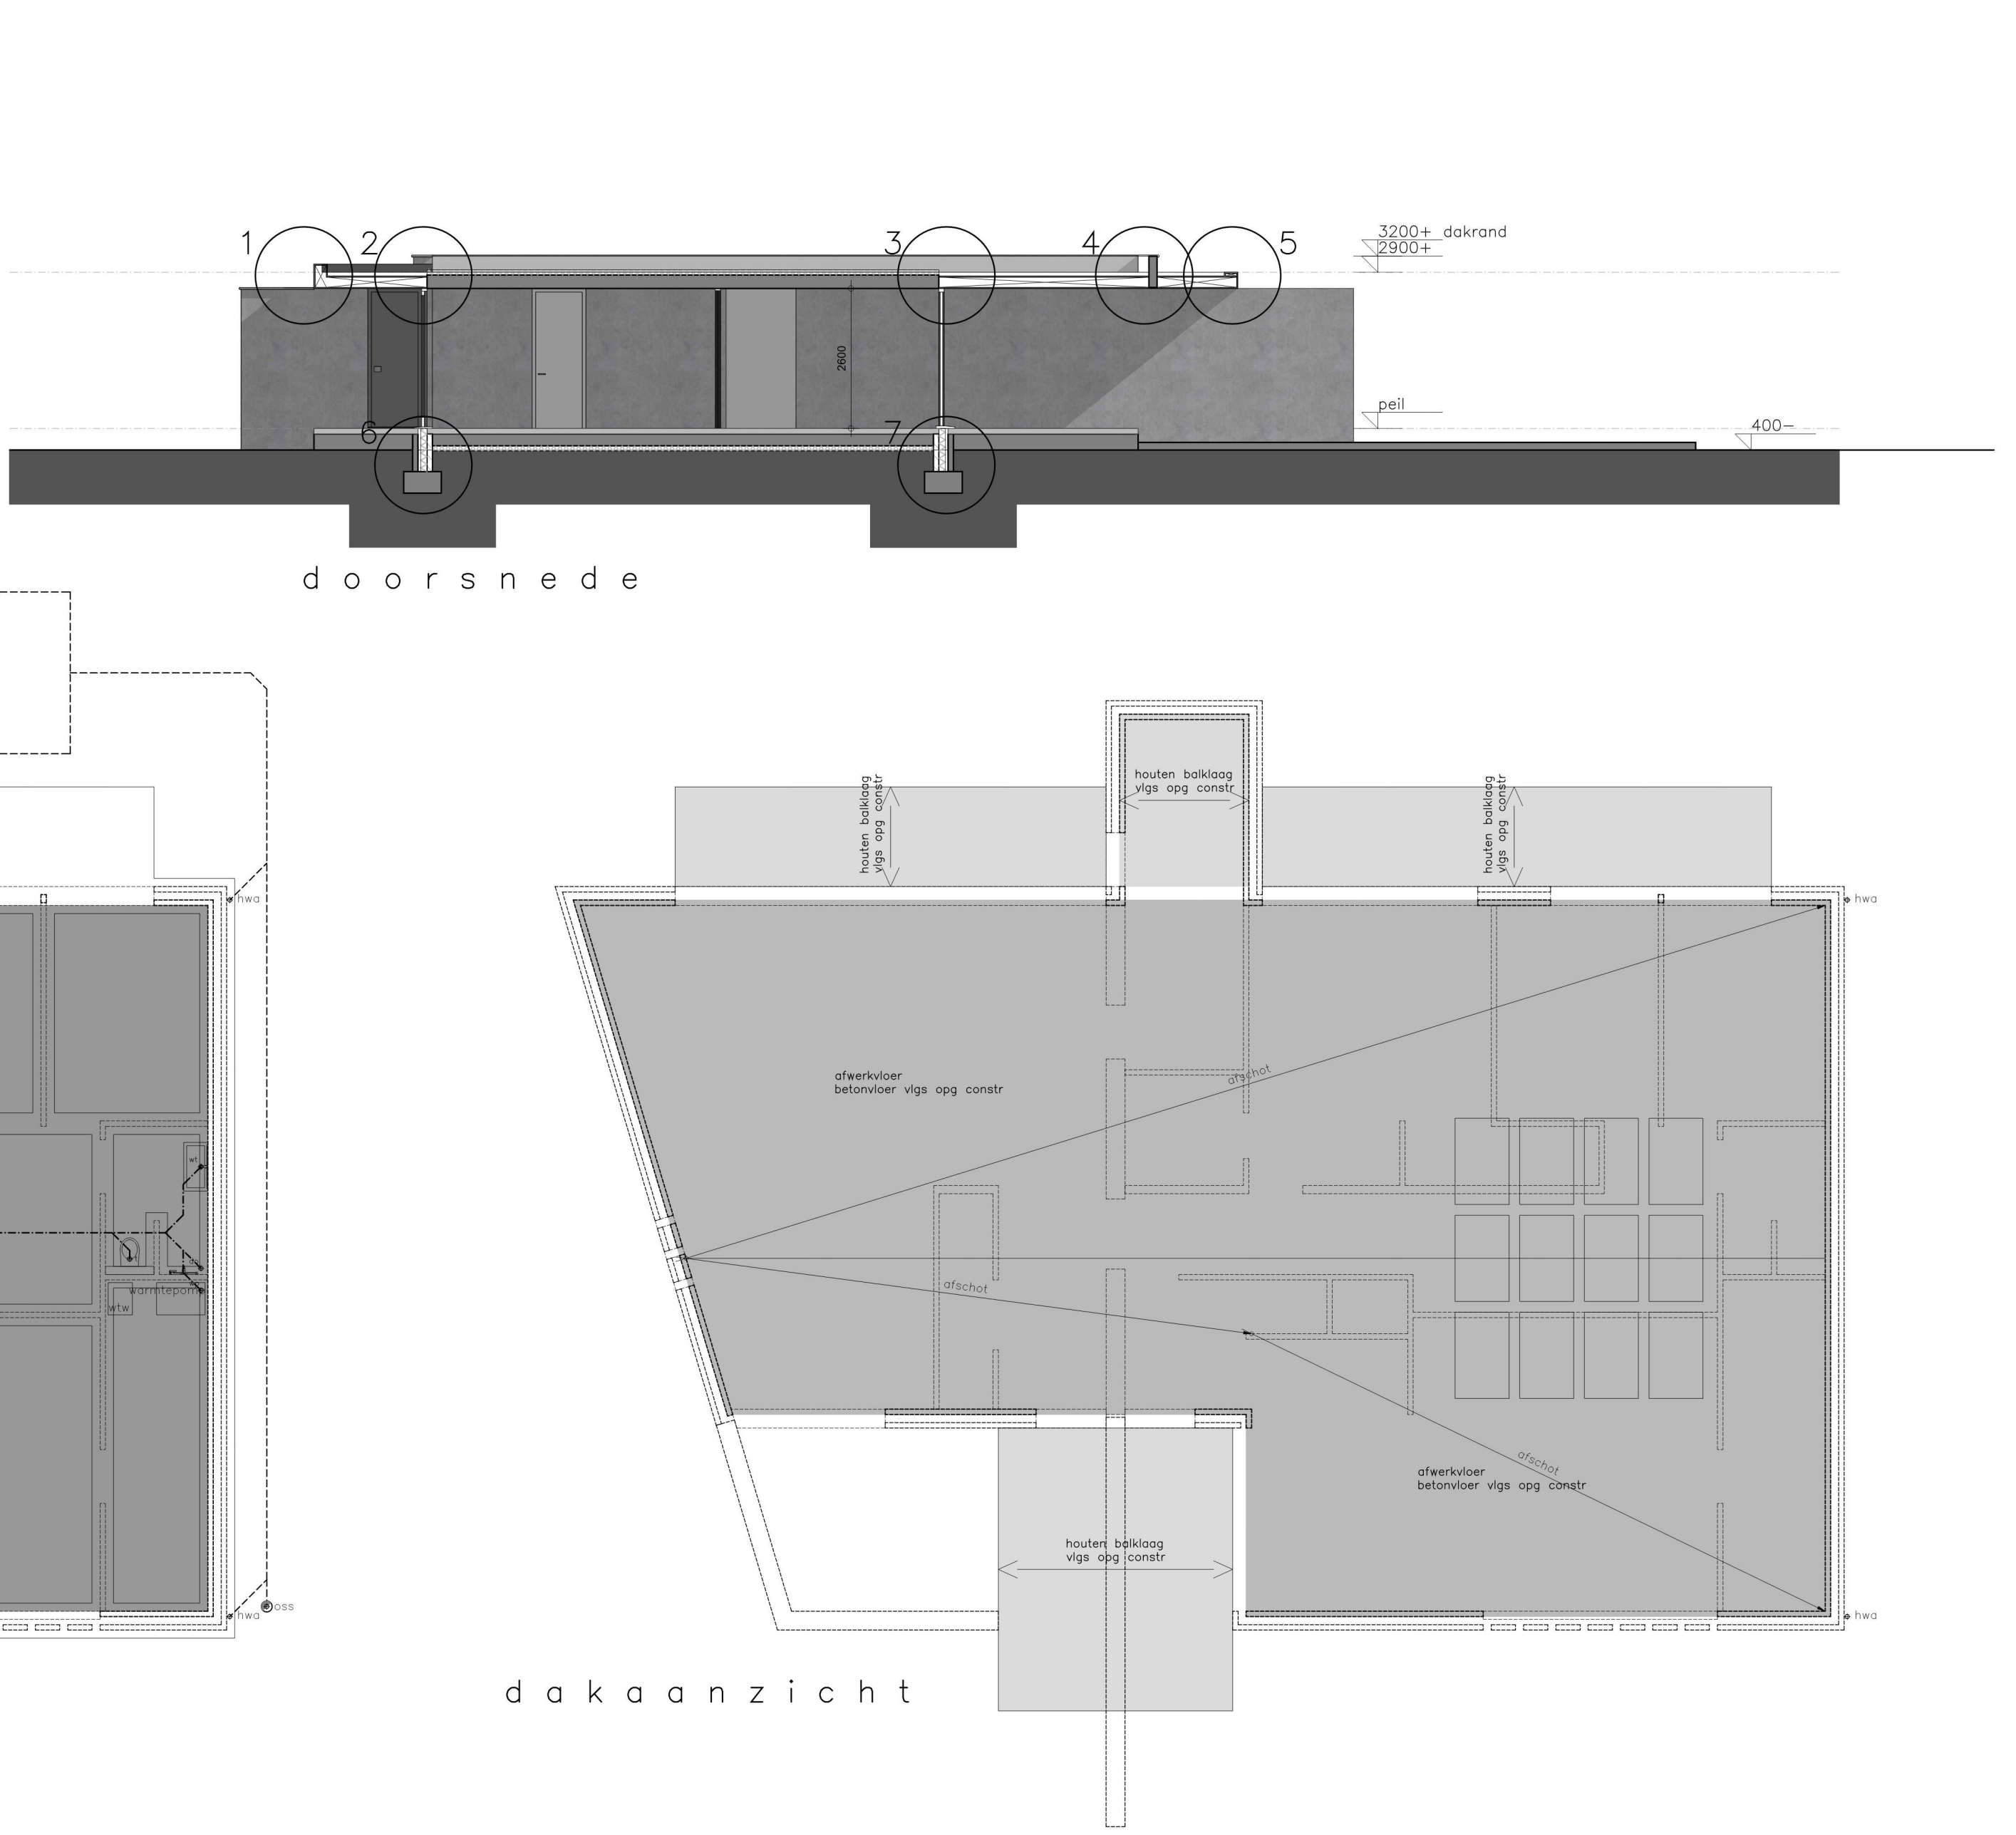 1
2
3
4
5
3200+ dakrand
2900+
2600
peil
400-
6
7
doorsnede
hwa
wt
warmtepomp
wtw
hwa
oss
houten balklaag
vlgs opg constr
houten balklaag
vlgs opg constr
houten balklaag
vlgs opg constr
hwa
afschot
afwerkvloer
betonvloer vlgs opg constr
afschot
afschot
afwerkvloer
betonvloer vlgs opg constr
houten balklaag
vlgs opg constr
hwa
dakaanzicht